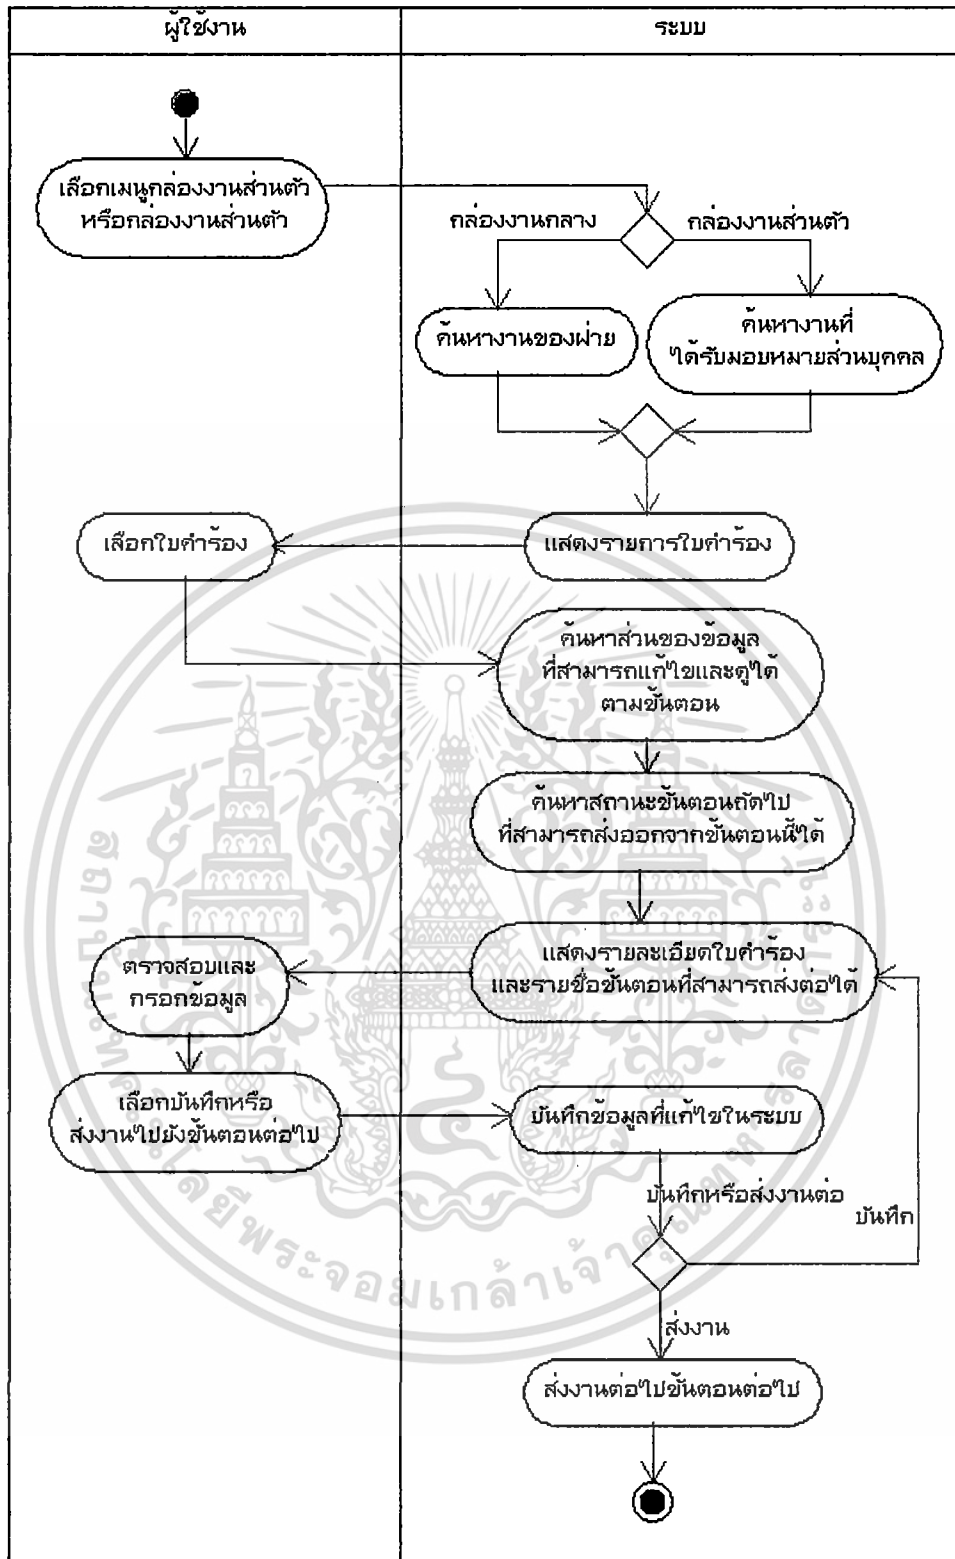 ผู้ใช้งาน
ระบบ
เลือกเมนูกล่องงานส่วนตัว
หรือกล่องงานส่วนตัว
กล่องงานกลาง
กล่องงานส่วนตัว
ค้นหางานของฝ่าย
ค้นหางานที่
ได้รับมอบหมายส่วนบุคคล
เลือกใบคำร้อง
แสดงรายการใบคำร้อง
ค้นหาส่วนของข้อมูล
ที่สามารถแก้ไขและดูได้
ตามขั้นตอน
ค้นหาสถานะขั้นตอนถัดไป
ที่สามารถส่งออกจากขั้นตอนนี้ได้
แสดงรายละเอียดใบคำร้อง
และรายชื่อขั้นตอนที่สามารถส่งต่อได้
ตรวจสอบและ
กรอกข้อมูล
เลือกบันทึกหรือ
ส่งงานไปยังขั้นตอนต่อไป
บันทึกข้อมูลที่แก้ไขในระบบ
บันทึกหรือส่งงานต่อ
บันทึก
ส่งงาน
ส่งงานต่อไปขั้นตอนต่อไป
พระจอมเกล้าเจ้าคุณทหาร